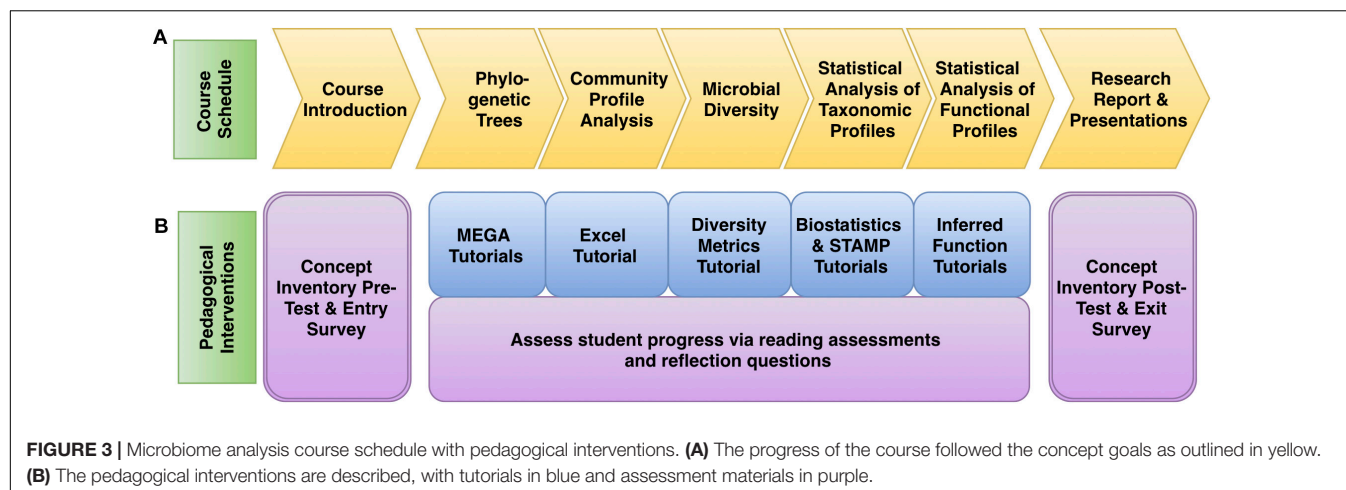 A
Course
Schedule
Course
Introduction
Phylo-
genetic
Trees
Community
Profile
Analysis
Microbial
Diversity
Statistical
Analysis of
Taxonomic
Profiles
Statistical
Analysis of
Functional
Profiles
Research
Report &
Presentations
B
Pedagogical
Interventions
Concept
Inventory Pre-
Test & Entry
Survey
MEGA
Tutorials
Excel
Tutorial
Diversity
Metrics
Tutorial
Biostatistics
& STAMP
Tutorials
Inferred
Function
Tutorials
Assess student progress via reading assessments
and reflection questions
Concept
Inventory Post-
Test & Exit
Survey
FIGURE 3 | Microbiome analysis course schedule with pedagogical interventions. (A) The progress of the course followed the concept goals as outlined in yellow.
(B) The pedagogical interventions are described, with tutorials in blue and assessment materials in purple.